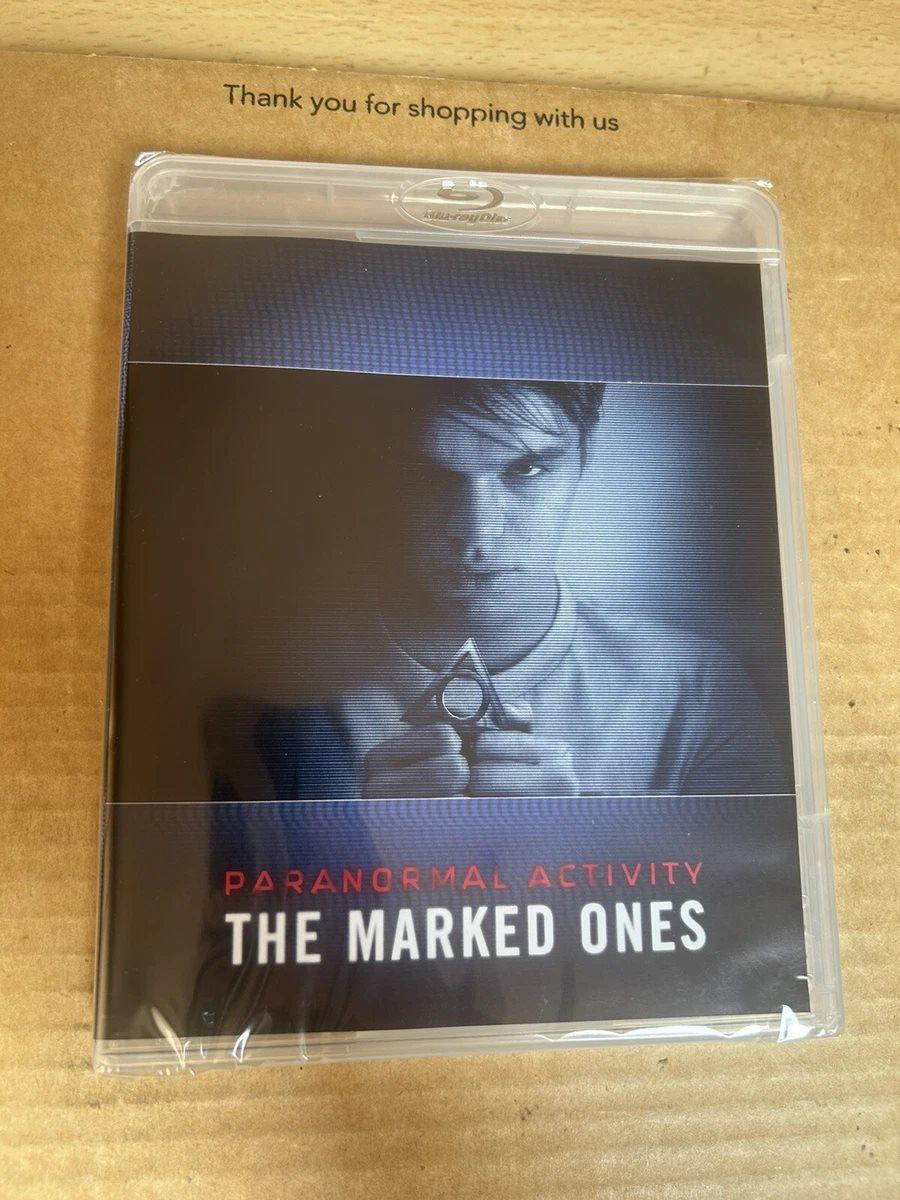 Thank you for shopping with us
Blu-ray Disc
PARANORMAL ACTIVITY
THE MARKED ONES